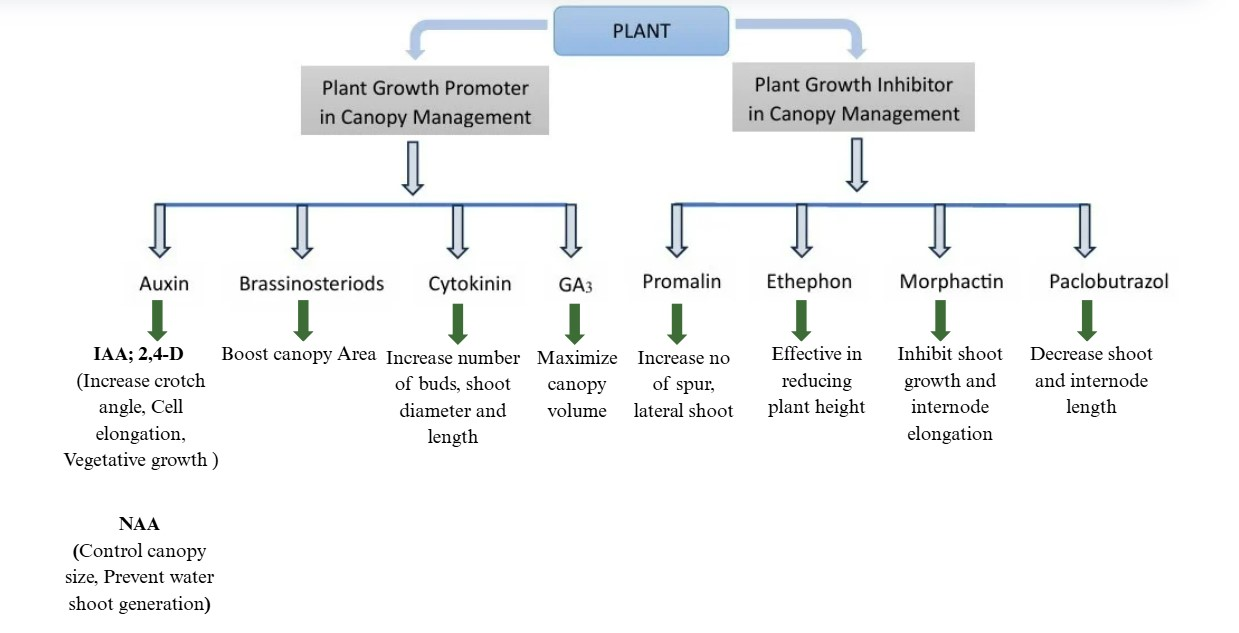 PLANT
Plant Growth Promoter
in Canopy Management
Plant Growth Inhibitor
in Canopy Management
Auxin
Brassinosteriods
Cytokinin
GA3
Promalin
Ethephon
Morphactin
Paclobutrazol
IAA; 2,4-D
(Increase crotch
angle, Cell
elongation,
Vegetative growth )
NAA
(Control canopy
size, Prevent water
shoot generation)
Boost canopy Area
Increase number
of buds, shoot
diameter and
length
Maximize
canopy
volume
Increase no
of spur,
lateral shoot
Effective in
reducing
plant height
Inhibit shoot
growth and
internode
elongation
Decrease shoot
and internode
length